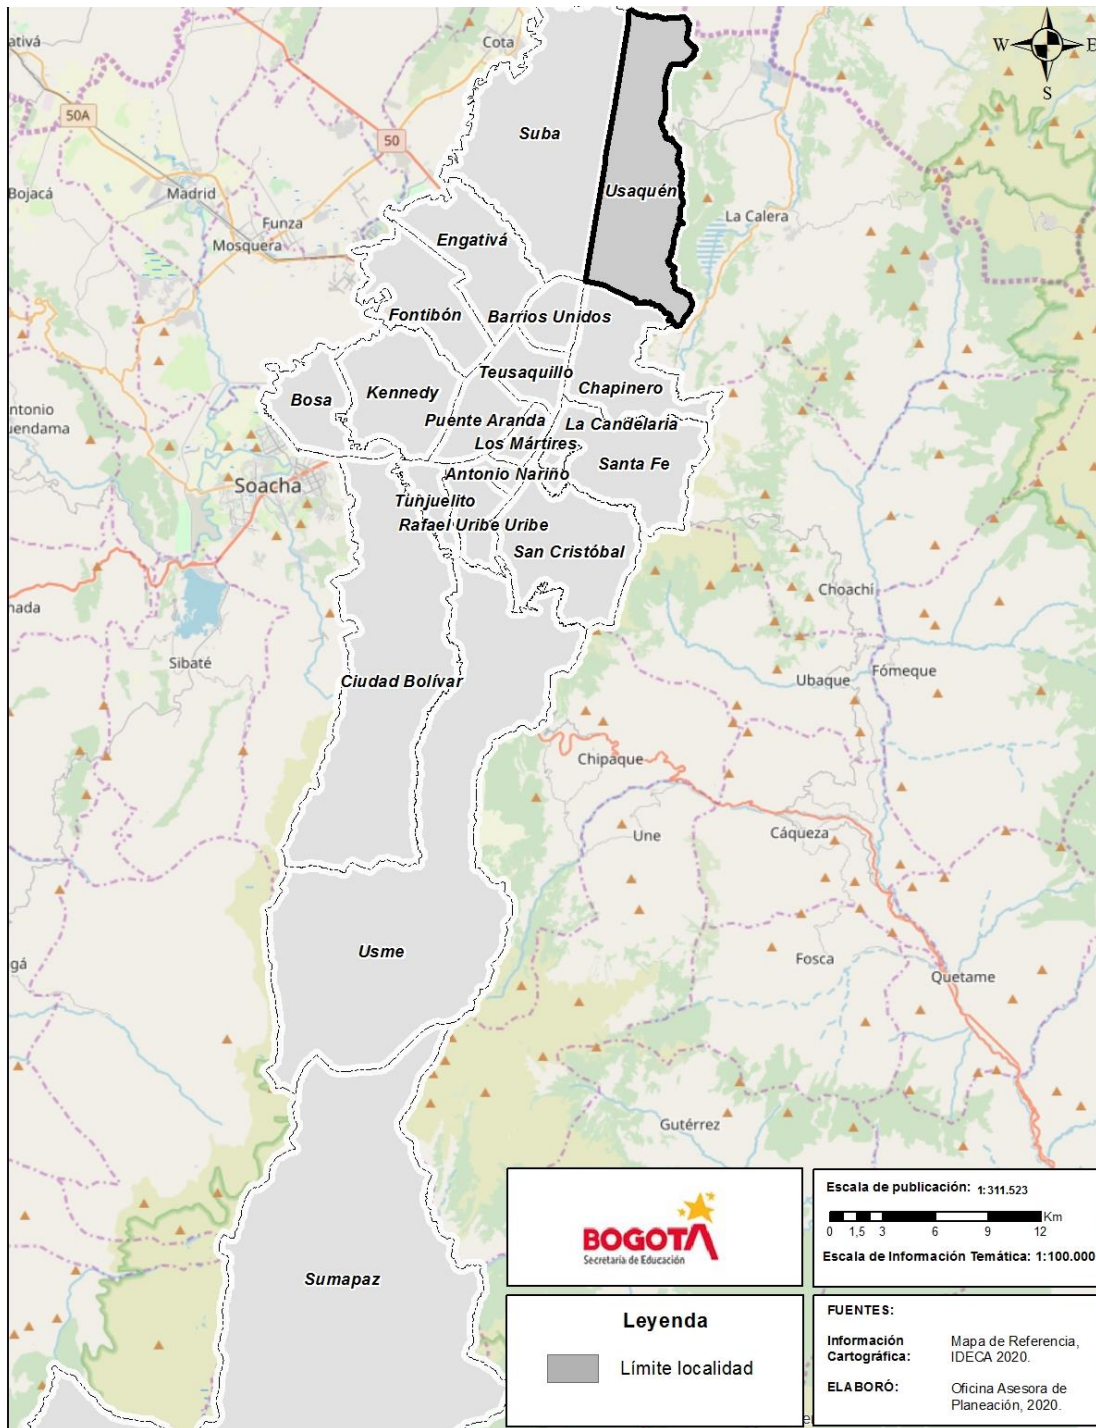 Cota
W
E
S
ativá
50A
50
Suba
Madrid
Bojacá
Usaquén
La Calera
Funza
Mosquera
Engativá
Fontibón
Barrios Unidos
Teusaquillo
Chapinero
Bosa
Kennedy
Puente Aranda
La Candelaria
Los Mártires
Santa Fe
Antonio Nariño
Soacha
Tunjuelito
Rafael Uribe Uribe
San Cristóbal
Choachí
Sibaté
Ciudad Bolívar
Ubaque
Fómeque
Chipaque
Une
Cáqueza
Usme
Fosca
Quetame
gá
Gutérrez
Sumapaz
BOGOTÁ
Secretaría de Educación
Escala de publicación: 1:311.523
0 1,5 3 6 9 12 Km
Escala de Información Temática: 1:100.000
Leyenda
Límite localidad
FUENTES:
Información Cartográfica:
Mapa de Referencia,
IDECA 2020.
ELABORÓ:
Oficina Asesora de
Planeación, 2020.